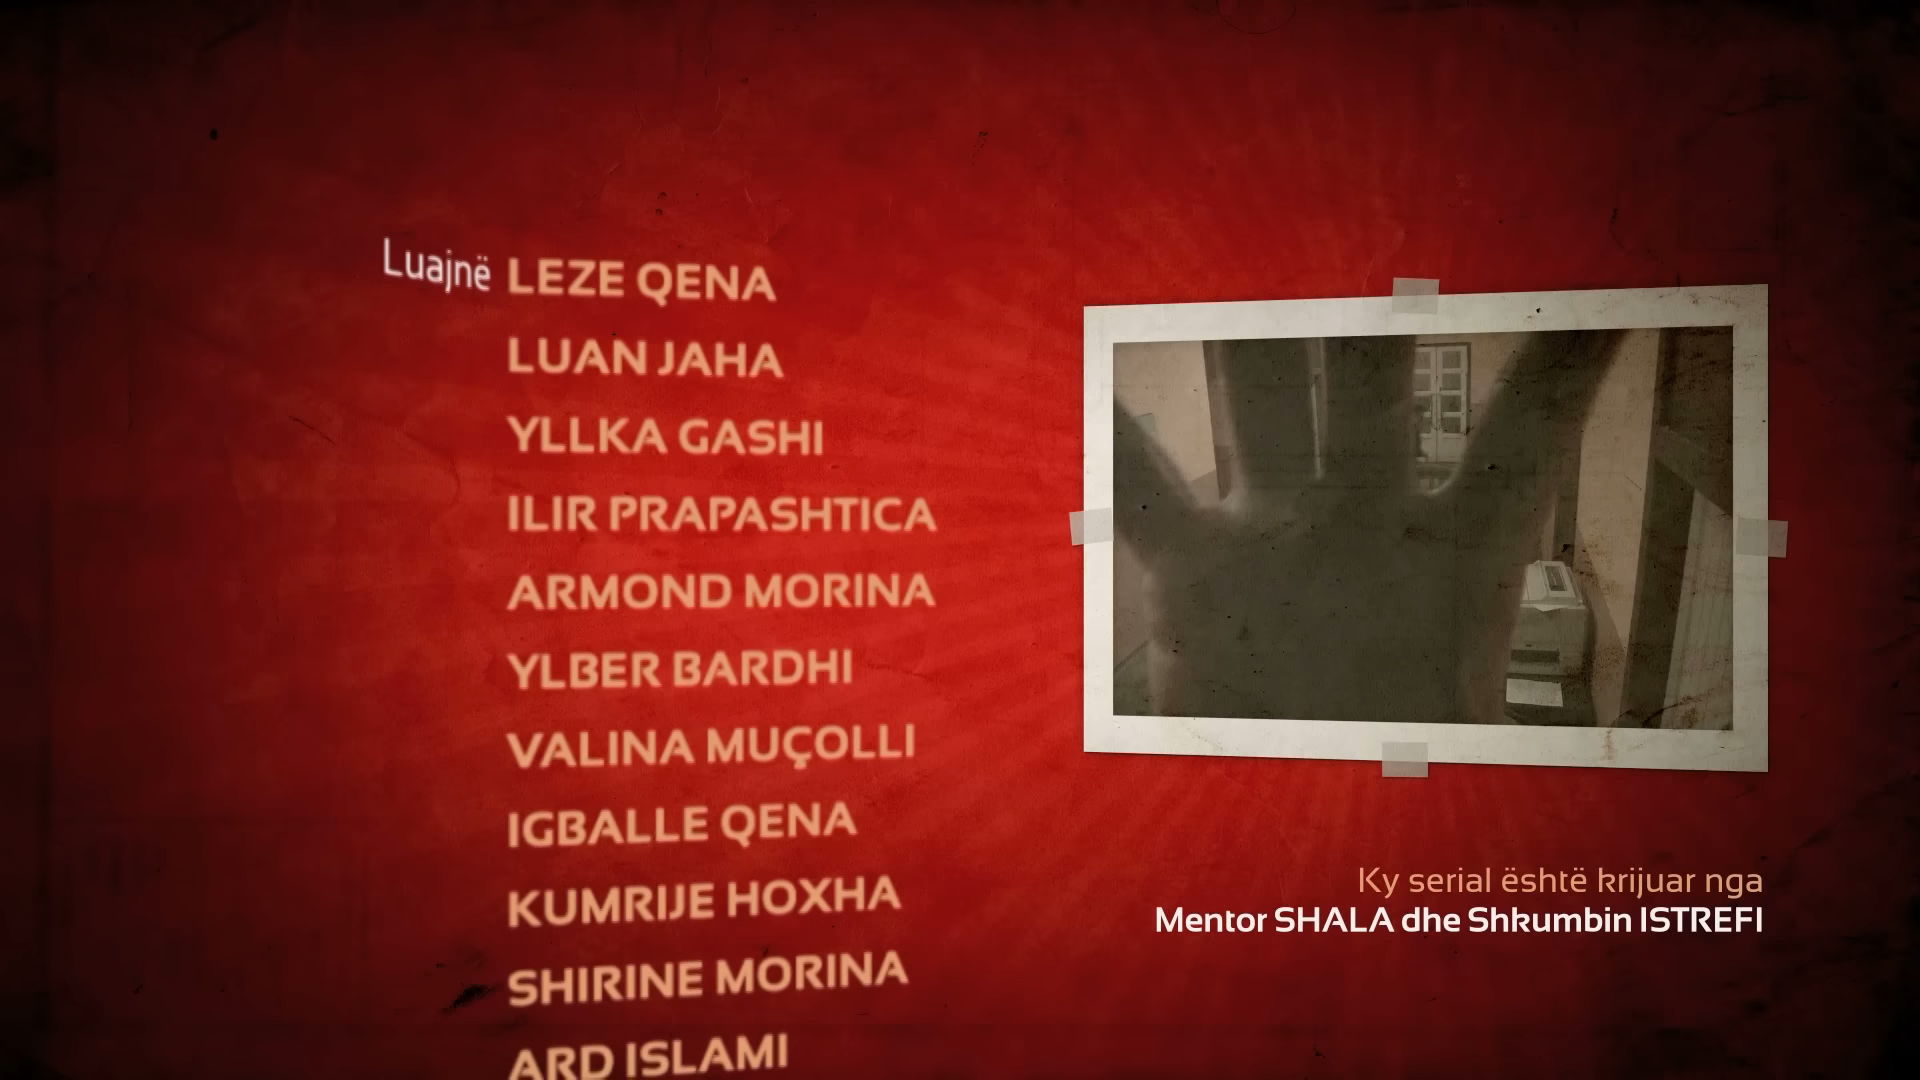 Luajnë LEZE QENA
LUAN JAHA
YLLKA GASHI
ILIR PRAPASHTICA
ARMOND MORINA
YLBER BARDHI
VALINA MUÇOLLI
IGBALLE QENA
KUMRIJE HOXHA
SHIRINE MORINA
ARD ISLAMI
Ky serial është krijuar nga
Mentor SHALA dhe Shkumbin ISTREFI